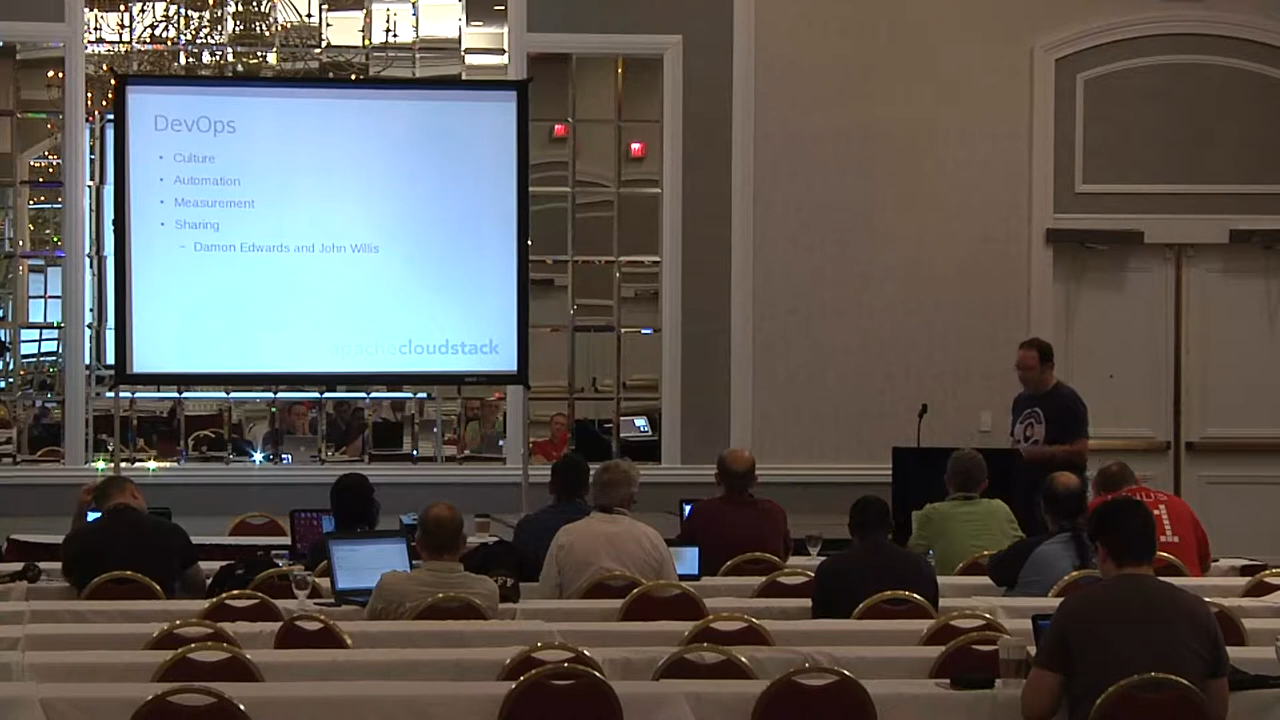 DevOps
• Culture
• Automation
• Measurement
• Sharing
– Damon Edwards and John Willis
apachecloudstack